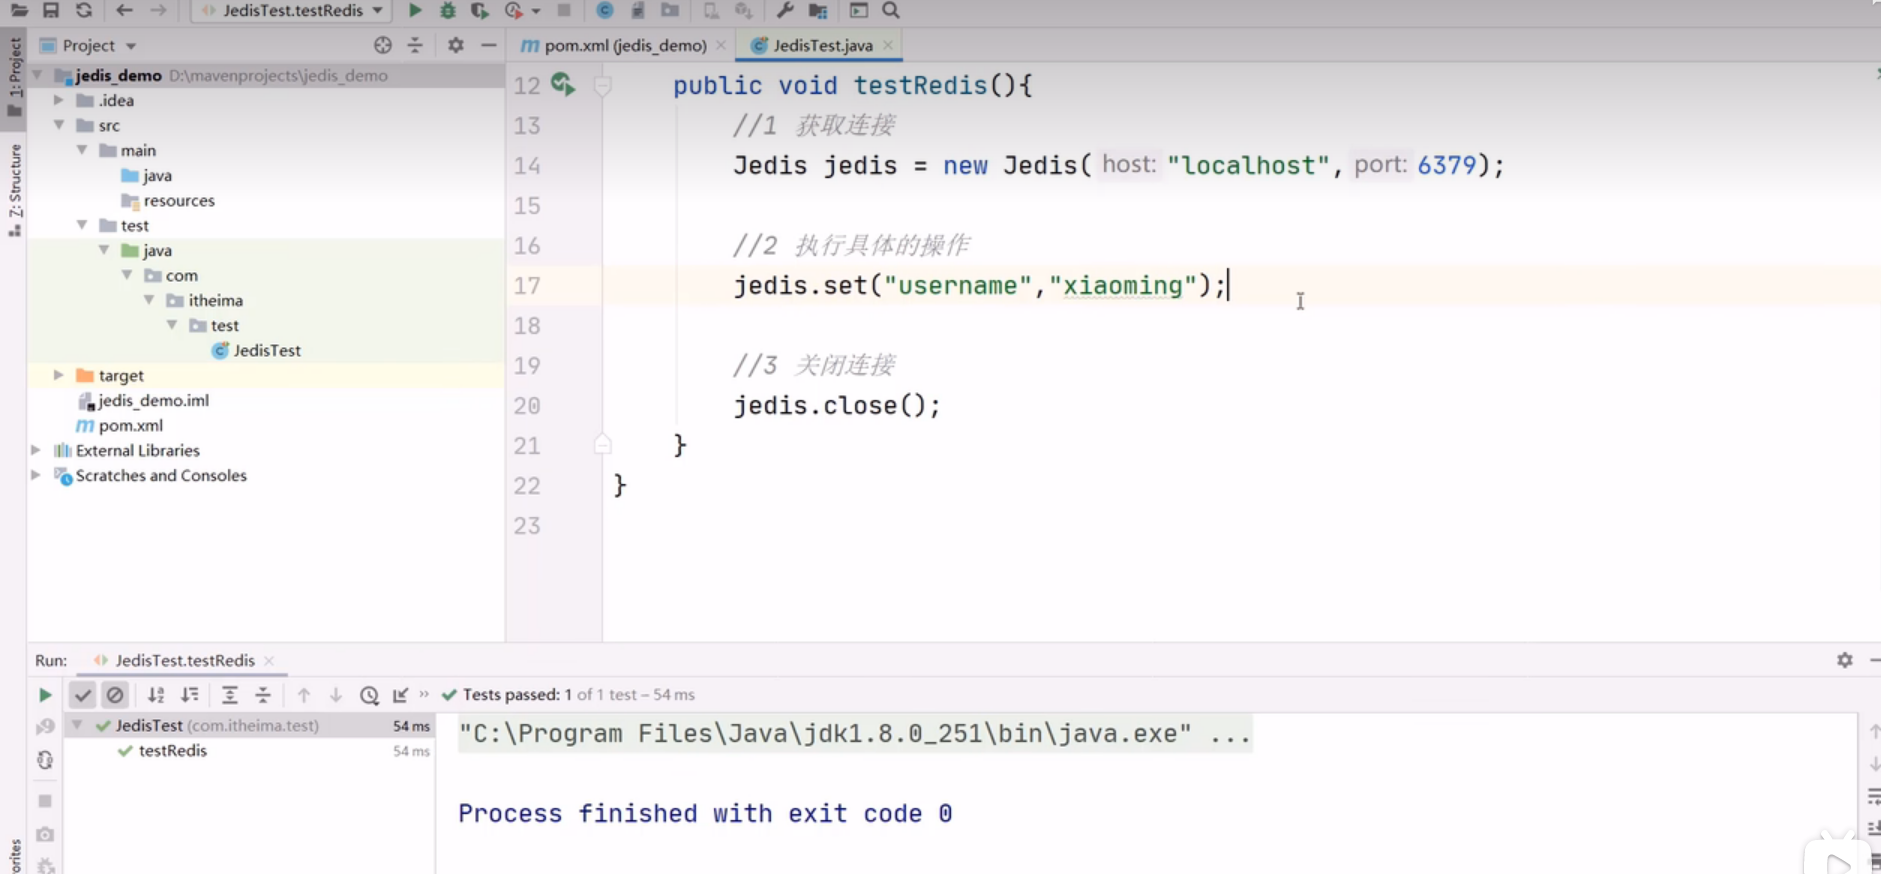 JedisTest.testRedis
1: Project
Project
pom.xml (jedis_demo)
JedisTest.java
jedis_demo D:\mavenprojects\jedis_demo
.idea
src
main
java
resources
test
java
com
itheima
test
JedisTest
target
jedis_demo.iml
pom.xml
External Libraries
Scratches and Consoles
Z: Structure
12 public void testRedis(){
13 //1 获取连接
14 Jedis jedis = new Jedis( host: "localhost", port: 6379);
15
16 //2 执行具体的操作
17 jedis.set("username","xiaoming");
18
19 //3 关闭连接
20 jedis.close();
21 }
22 }
23
Run: JedisTest.testRedis
» Tests passed: 1 of 1 test – 54 ms
JedisTest (com.itheima.test) 54 ms
testRedis 54 ms
"C:\Program Files\Java\jdk1.8.0_251\bin\java.exe" ...
Process finished with exit code 0